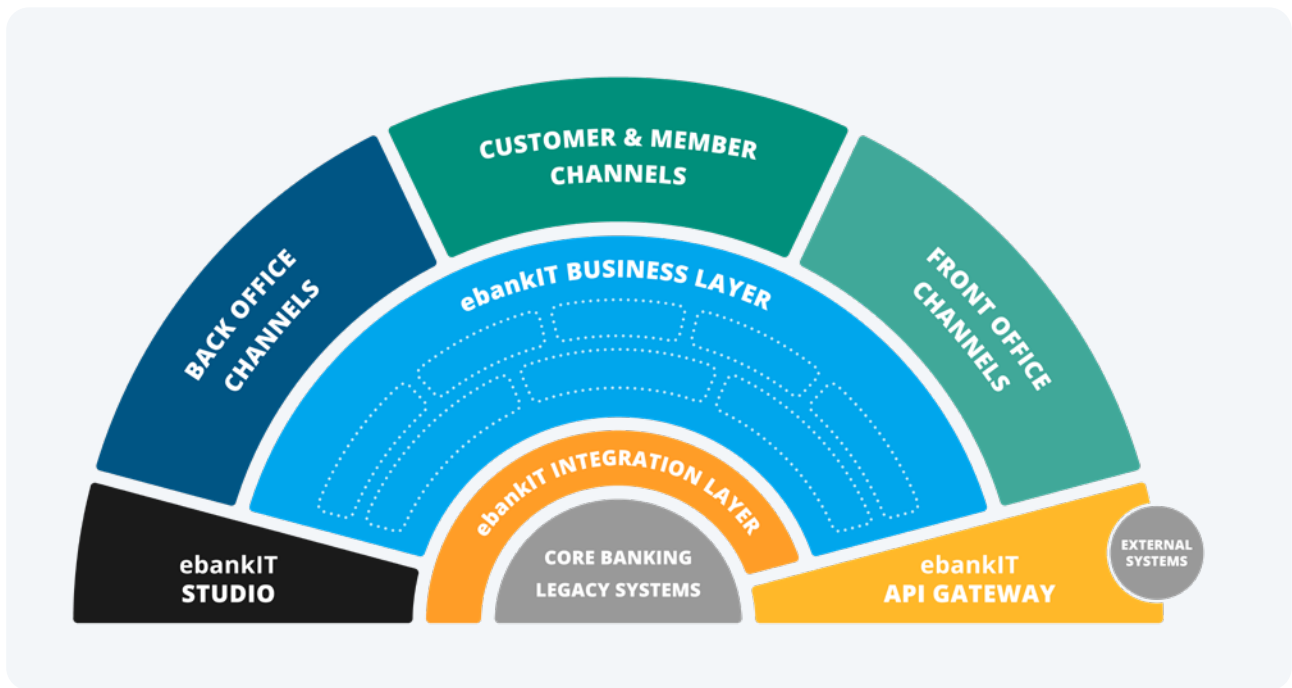 CUSTOMER & MEMBER
CHANNELS
BACK OFFICE
CHANNELS
FRONT OFFICE
CHANNELS
ebankIT BUSINESS LAYER
ebankIT INTEGRATION LAYER
CORE BANKING
LEGACY SYSTEMS
ebankIT
STUDIO
ebankIT
API GATEWAY
EXTERNAL
SYSTEMS